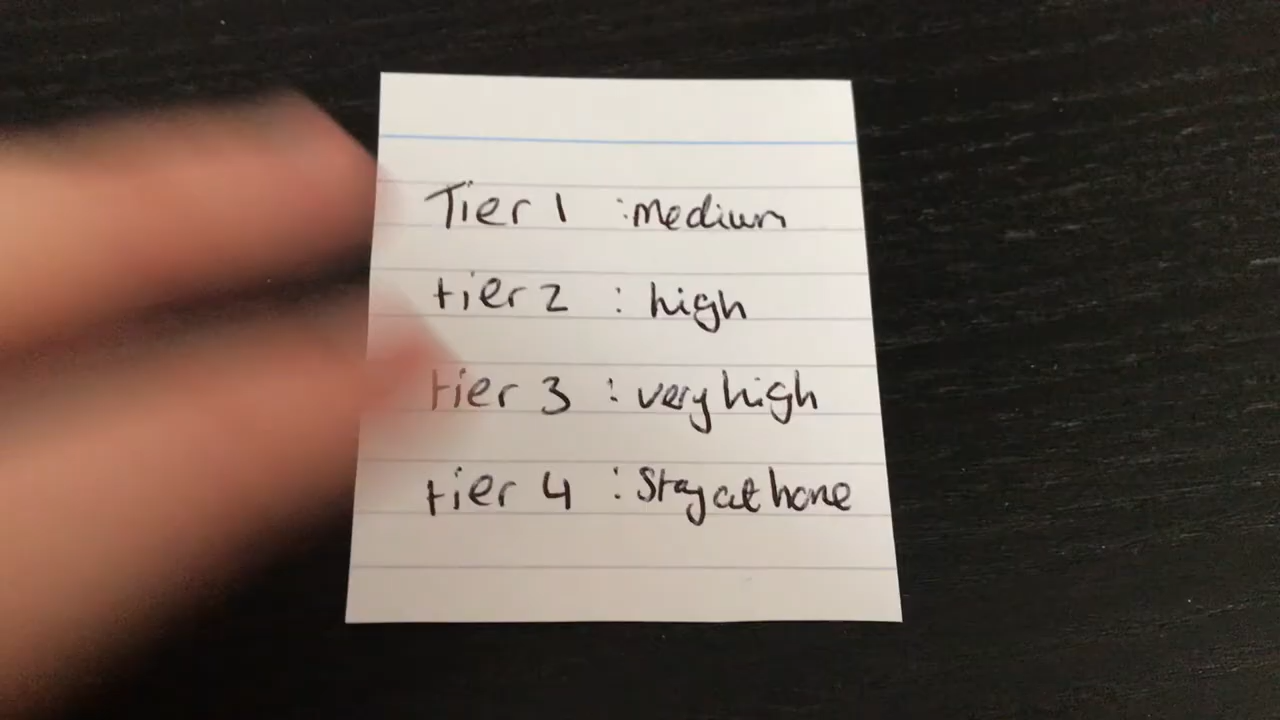 Tier 1 : medium
tier 2 : high
tier 3 : very high
tier 4 : Stay at home